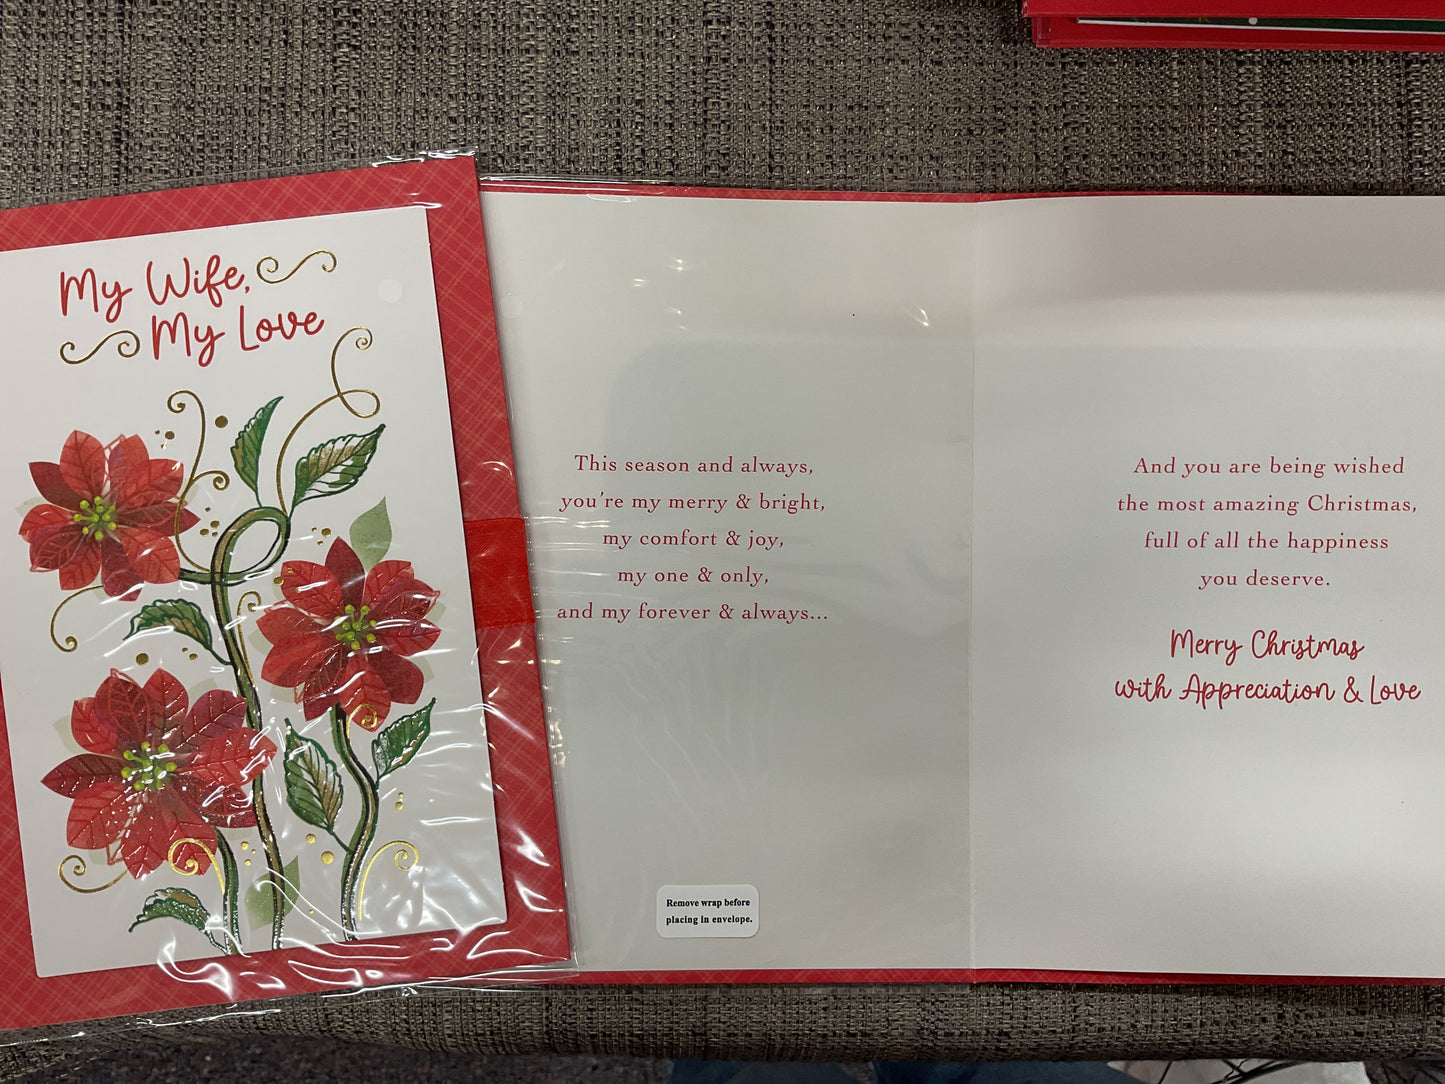 My Wife,
My Love
This season and always,
you're my merry & bright,
my comfort & joy,
my one & only,
and my forever & always...
Remove wrap before
placing in envelope.
And you are being wished
the most amazing Christmas,
full of all the happiness
you deserve.
Merry Christmas
with Appreciation & Love